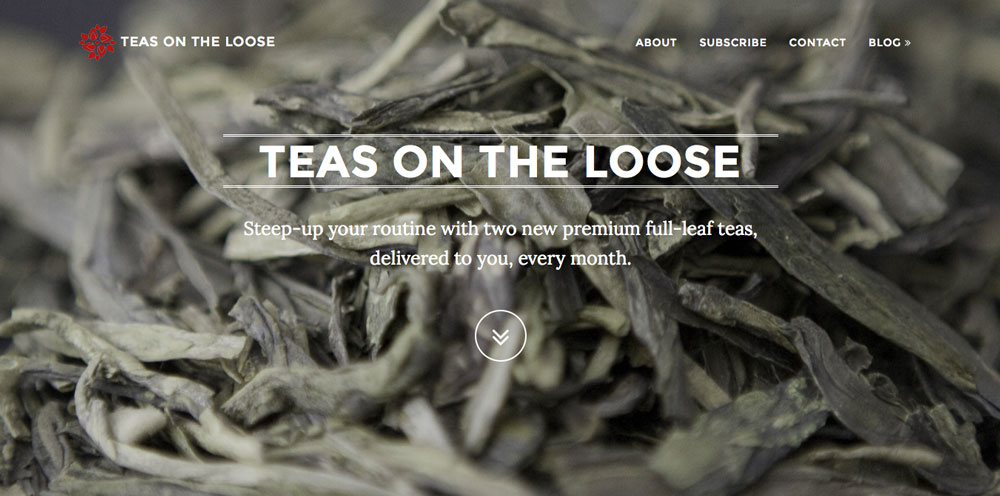 TEAS ON THE LOOSE
ABOUT SUBSCRIBE CONTACT BLOG »
TEAS ON THE LOOSE
Steep-up your routine with two new premium full-leaf teas,
delivered to you, every month.